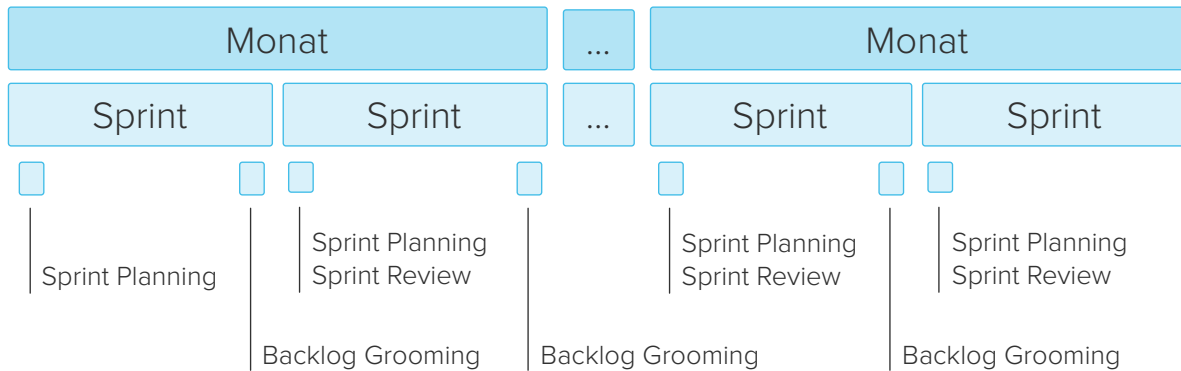 Monat
...
Monat
Sprint
Sprint
...
Sprint
Sprint
Sprint Planning
Sprint Planning
Sprint Review
Sprint Planning
Sprint Review
Sprint Planning
Sprint Review
Backlog Grooming
Backlog Grooming
Backlog Grooming